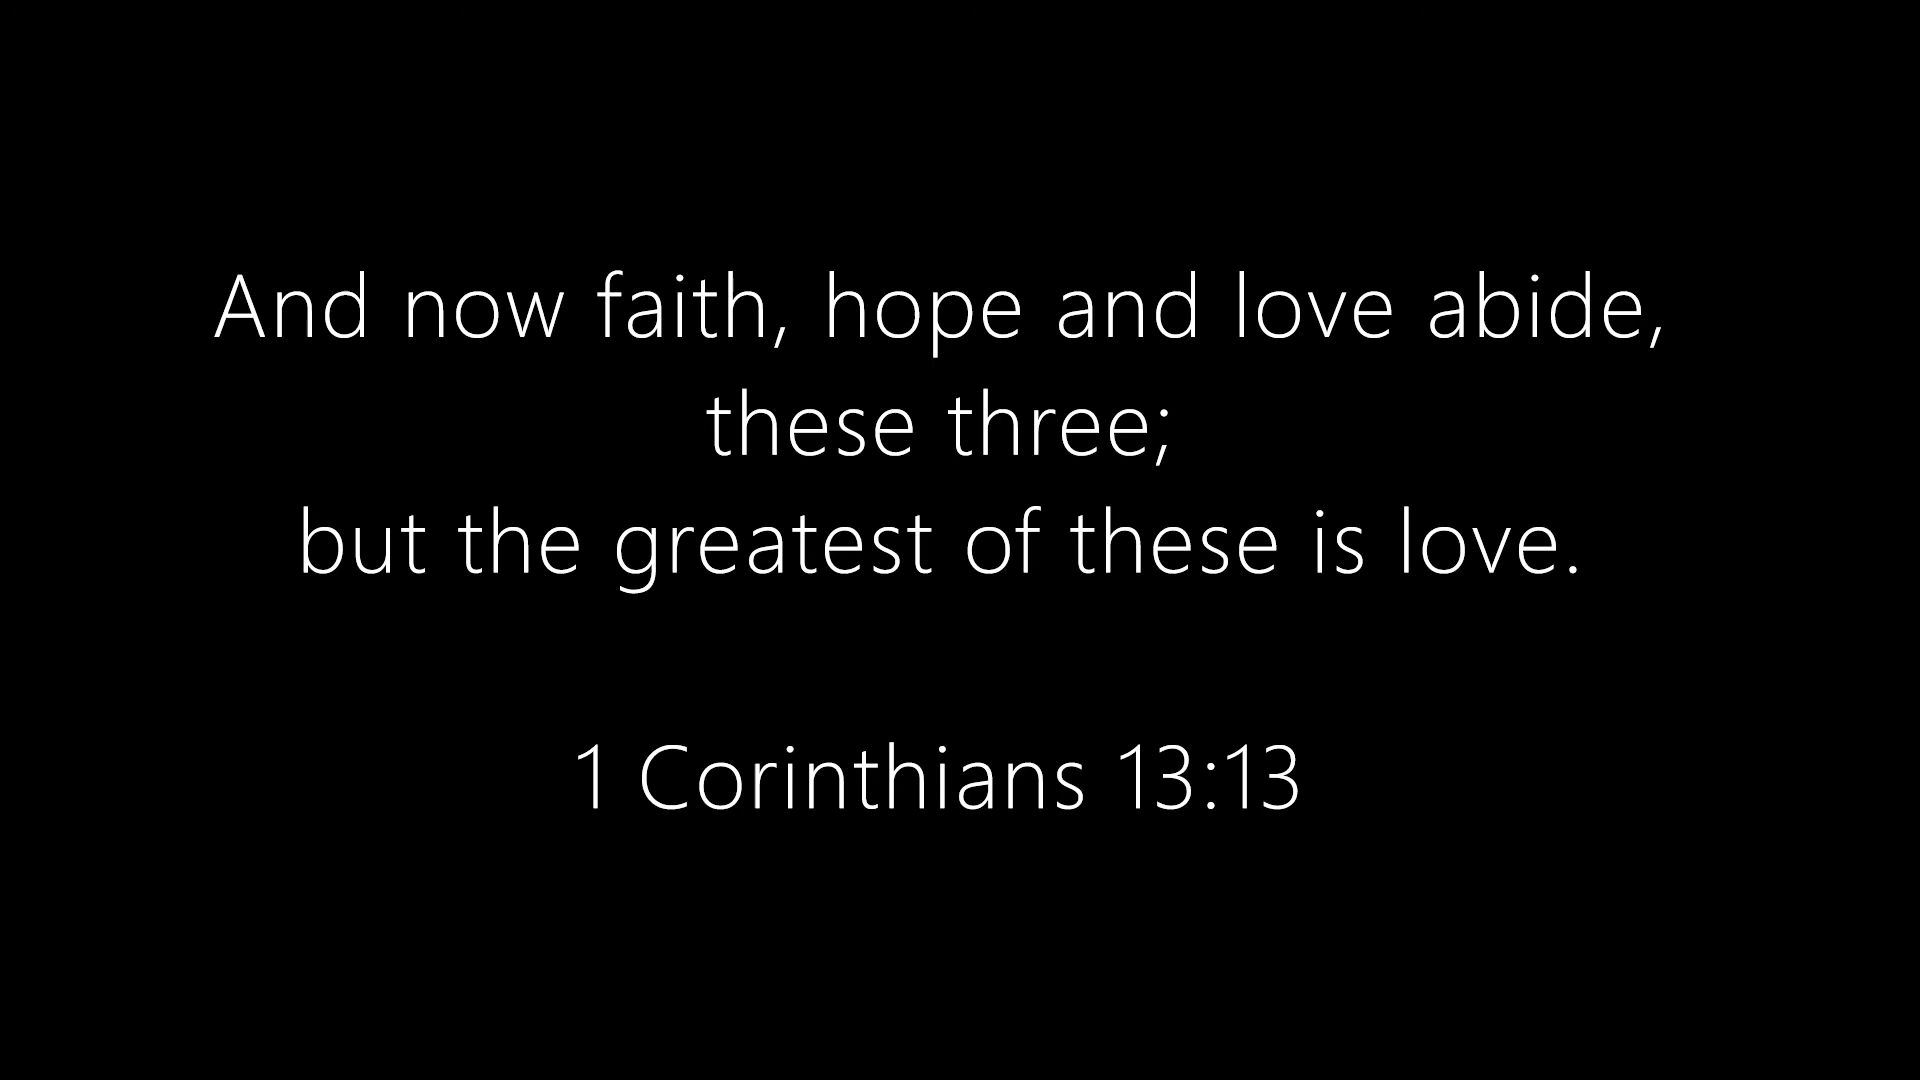 And now faith, hope and love abide,
these three;
but the greatest of these is love.
1 Corinthians 13:13